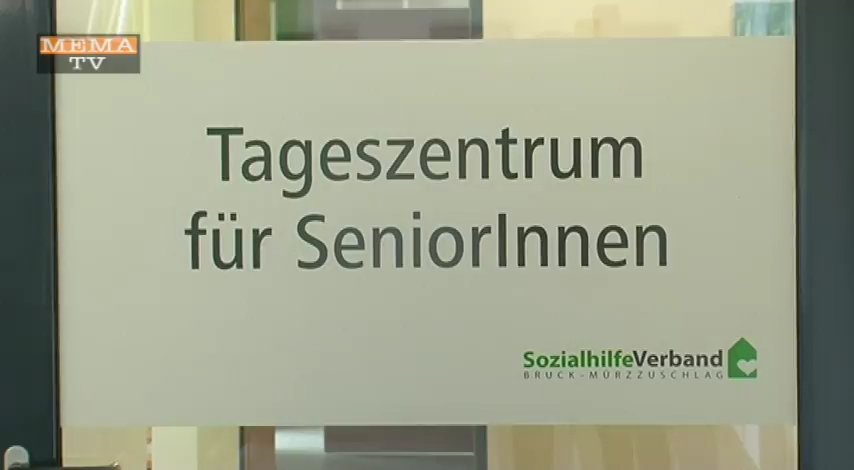 MEMA
TV
Tageszentrum
für SeniorInnen
SozialhilfeVerband
BRUCK-MÜRZZUSCHLAG